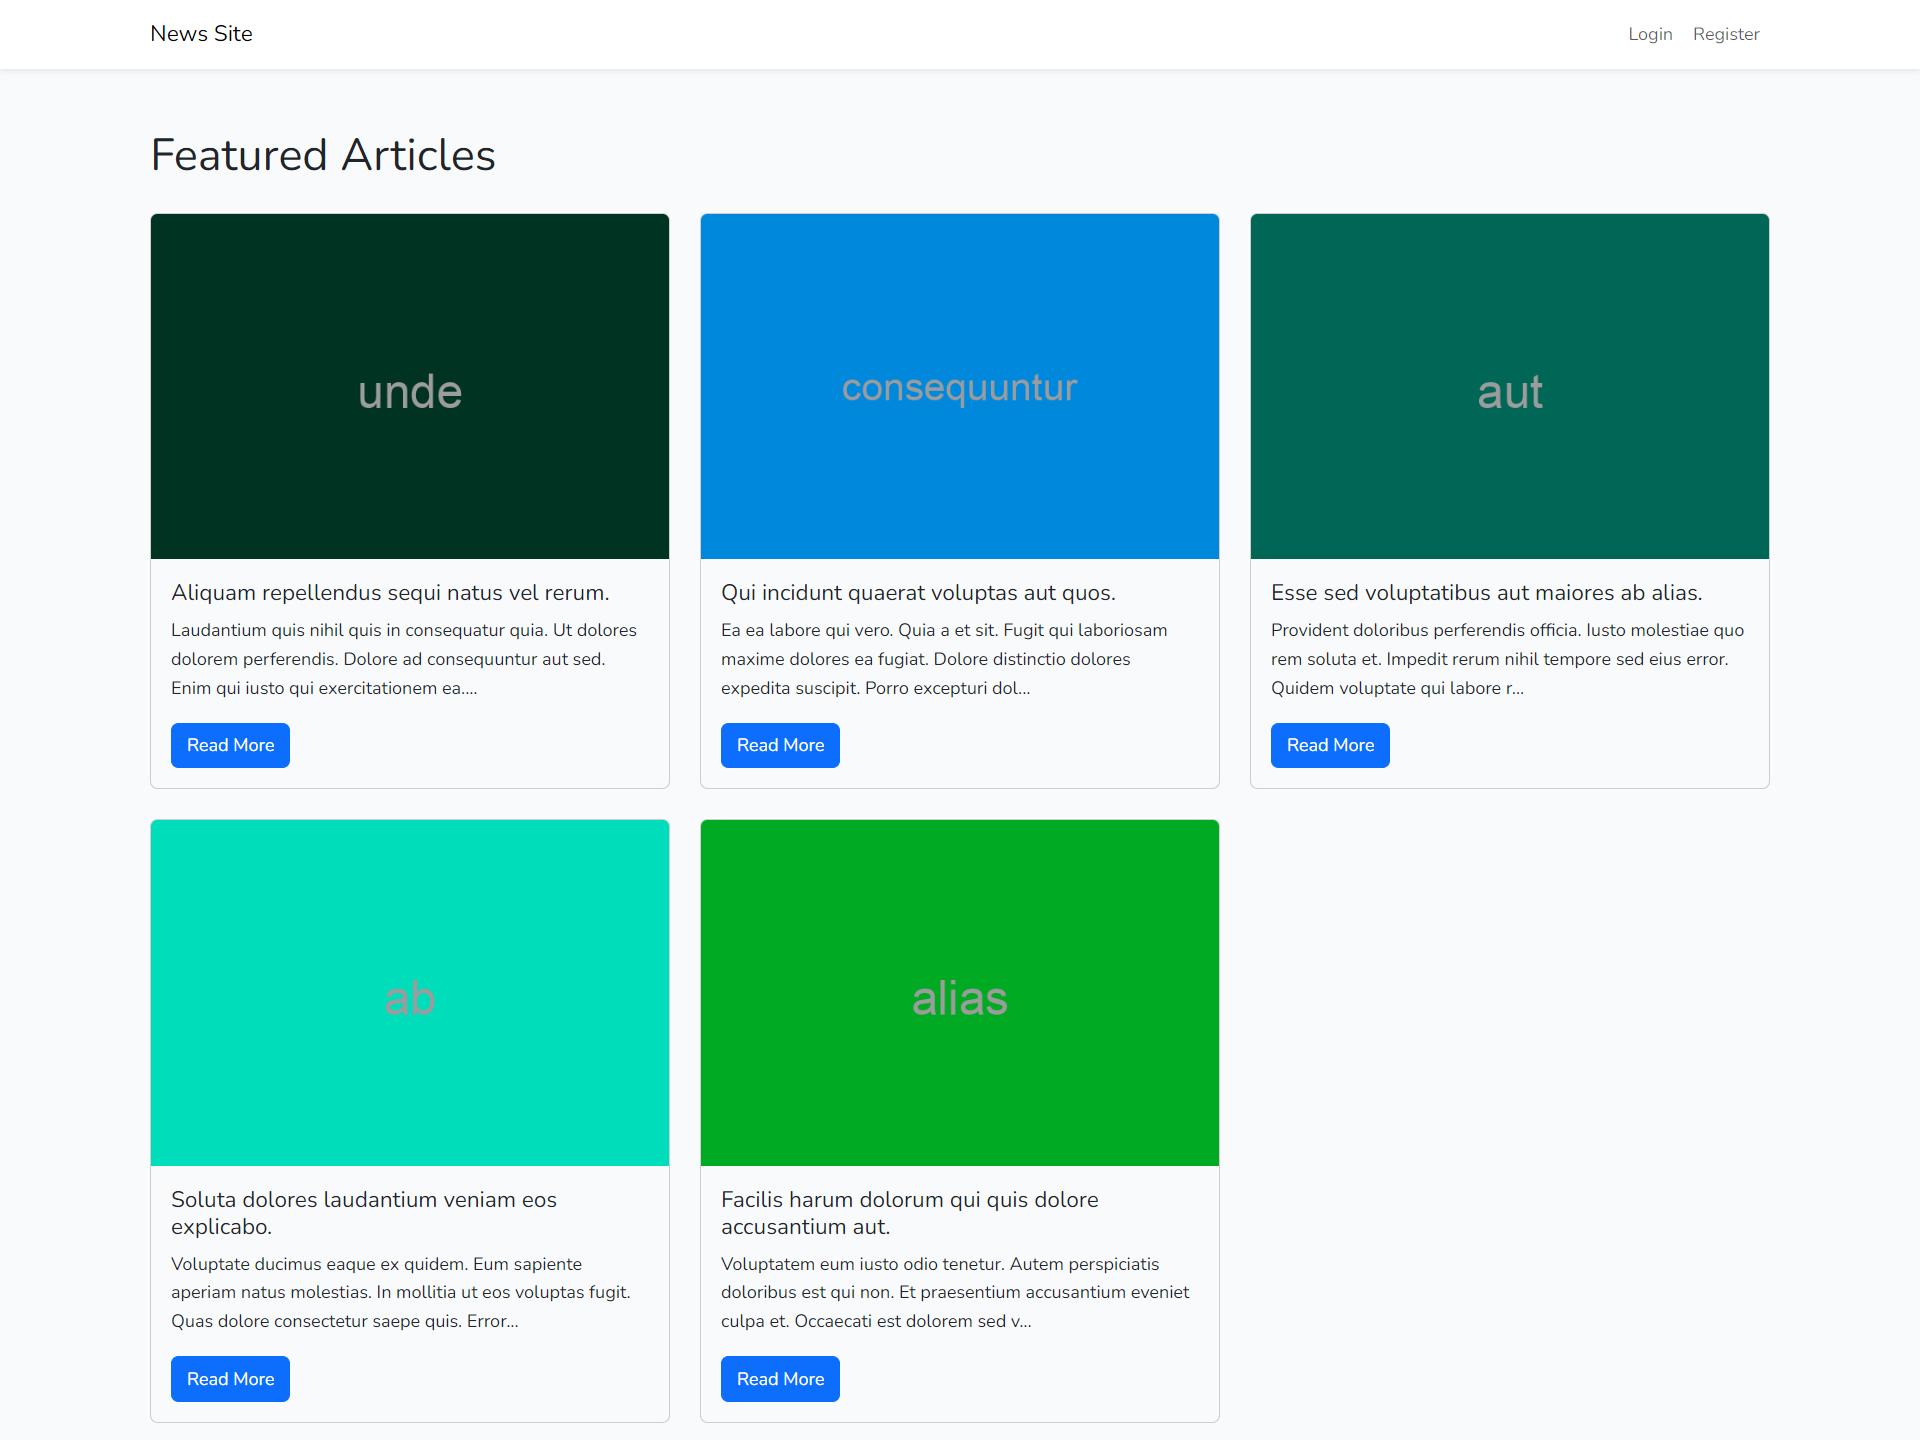 News Site
Login
Register
Featured Articles
unde
Aliquam repellendus sequi natus vel rerum.
Laudantium quis nihil quis in consequatur quia. Ut dolores
dolorem perferendis. Dolore ad consequuntur aut sed.
Enim qui iusto qui exercitationem ea....
Read More
consequuntur
Qui incidunt quaerat voluptas aut quos.
Ea ea labore qui vero. Quia a et sit. Fugit qui laboriosam
maxime dolores ea fugiat. Dolore distinctio dolores
expedita suscipit. Porro excepturi dol...
Read More
aut
Esse sed voluptatibus aut maiores ab alias.
Provident doloribus perferendis officia. Iusto molestiae quo
rem soluta et. Impedit rerum nihil tempore sed eius error.
Quidem voluptate qui labore r...
Read More
ab
Soluta dolores laudantium veniam eos
explicabo.
Voluptate ducimus eaque ex quidem. Eum sapiente
aperiam natus molestias. In mollitia ut eos voluptas fugit.
Quas dolore consectetur saepe quis. Error...
Read More
alias
Facilis harum dolorum qui quis dolore
accusantium aut.
Voluptatem eum iusto odio tenetur. Autem perspiciatis
doloribus est qui non. Et praesentium accusantium eveniet
culpa et. Occaecati est dolorem sed v...
Read More